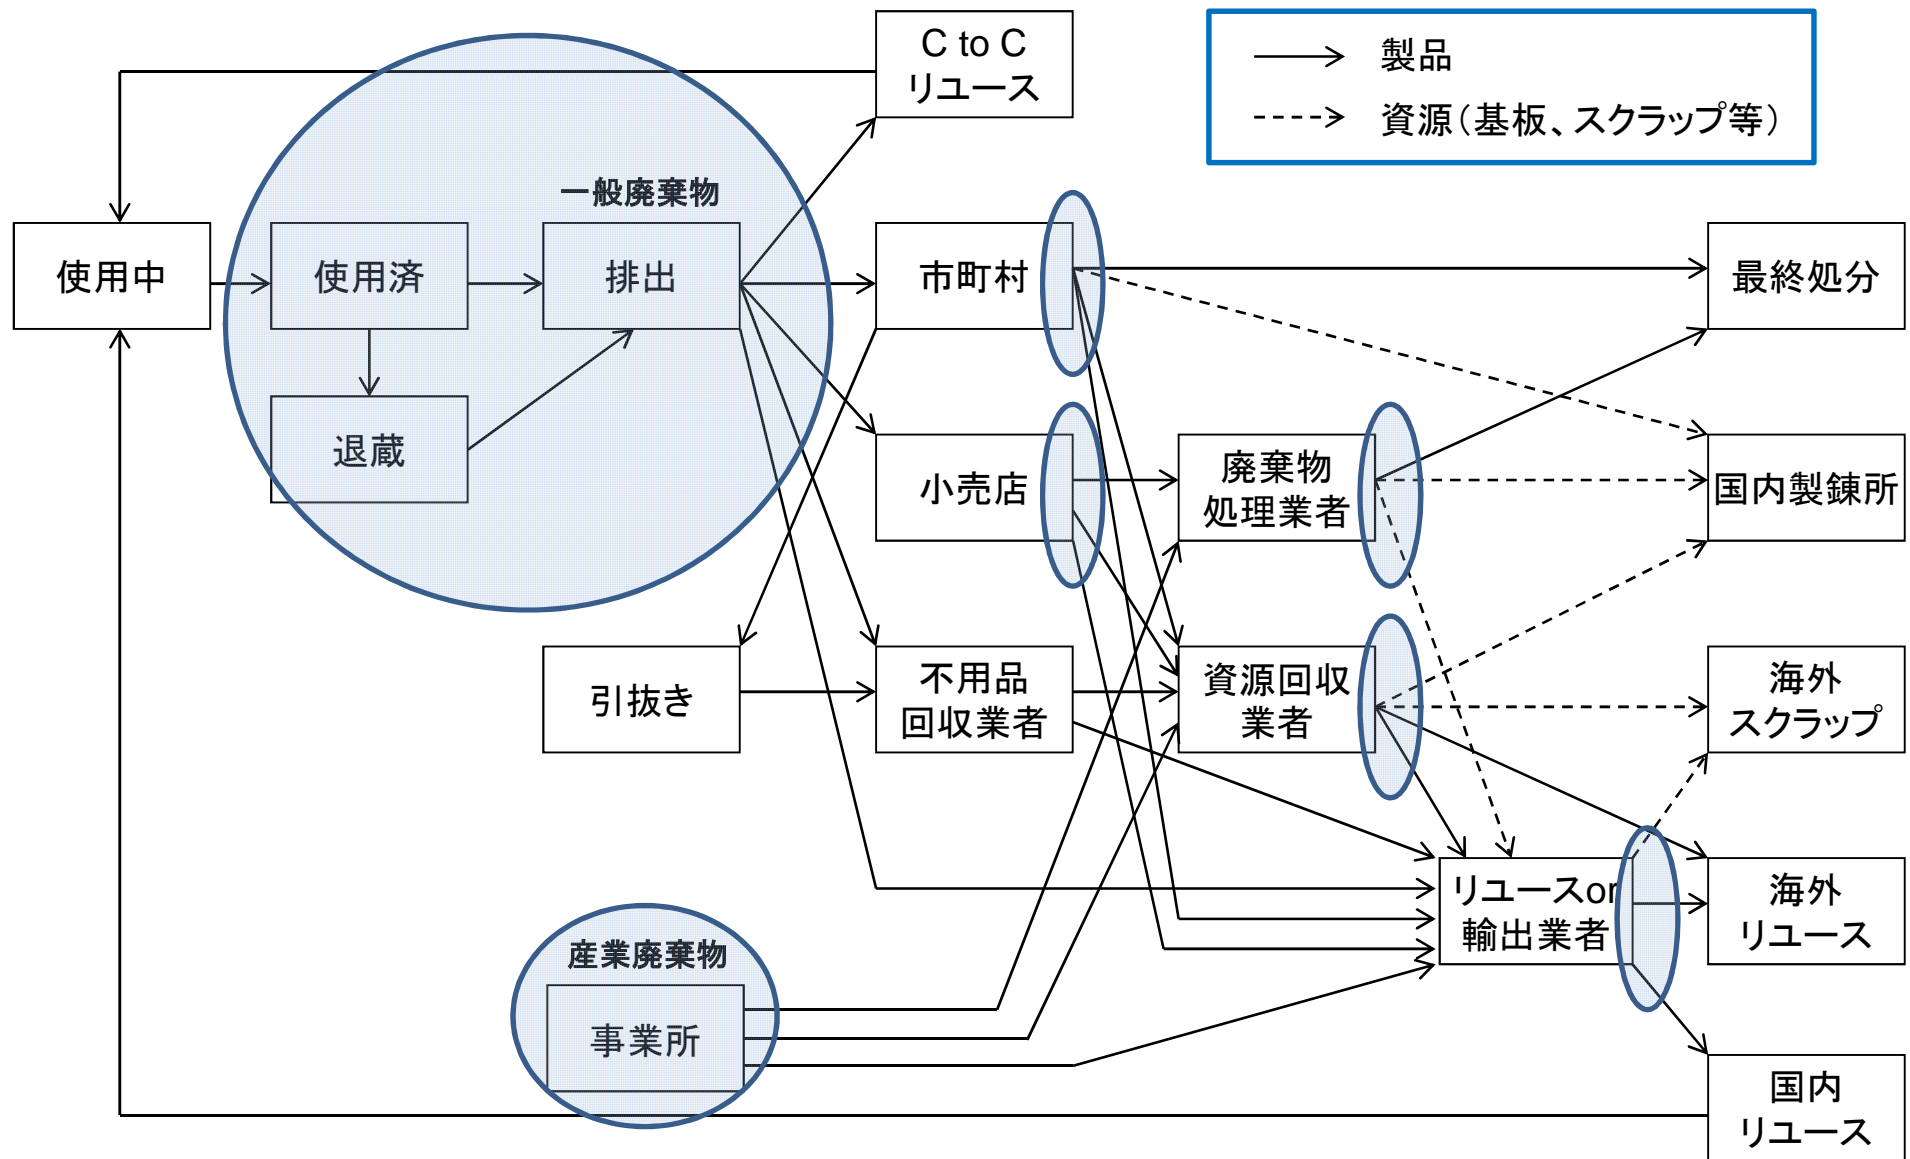 C to C
リユース
製品
資源（基板、スクラップ等）
一般廃棄物
使用中
使用済
排出
市町村
最終処分
退蔵
小売店
廃棄物
処理業者
国内製錬所
引抜き
不用品
回収業者
資源回収
業者
海外
スクラップ
リユースor
輸出業者
海外
リユース
産業廃棄物
事業所
国内
リユース